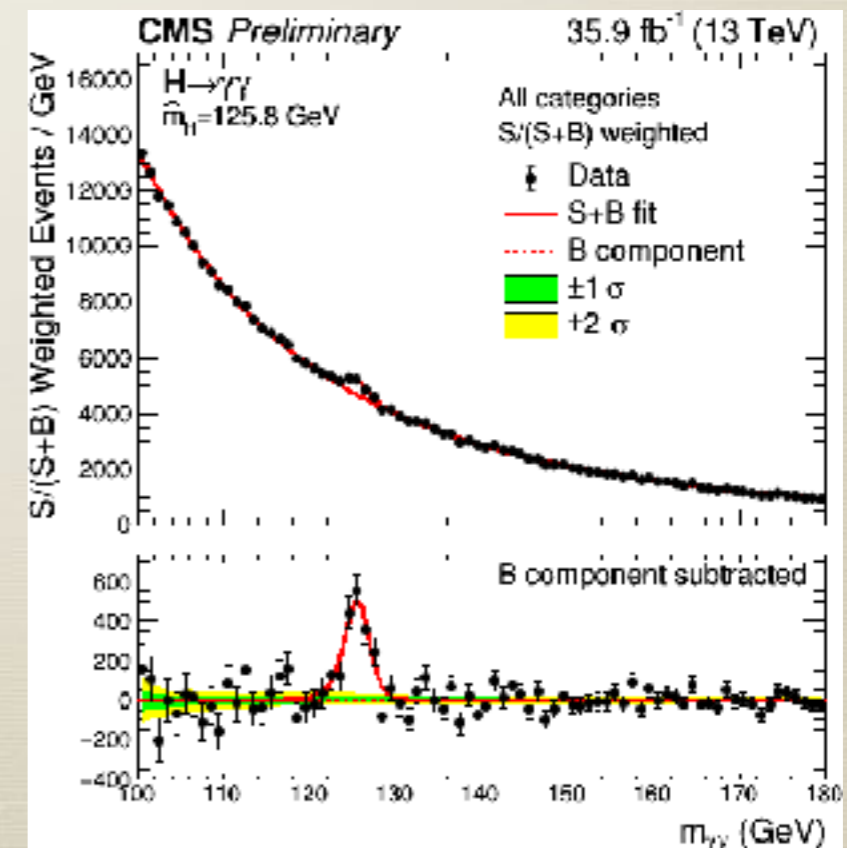 CMS Preliminary 35.9 fb⁻¹ (13 TeV)
S/(S+B) Weighted Events / GeV
16000
14000
12000
10000
8000
6000
4000
2000
0
H→γγ
m̂_H=125.8 GeV
All categories
S/(S+B) weighted
Data
S+B fit
B component
±1 σ
±2 σ
B component subtracted
600
400
200
0
−200
−400
100 110 120 130 140 150 160 170 180
m_γγ (GeV)